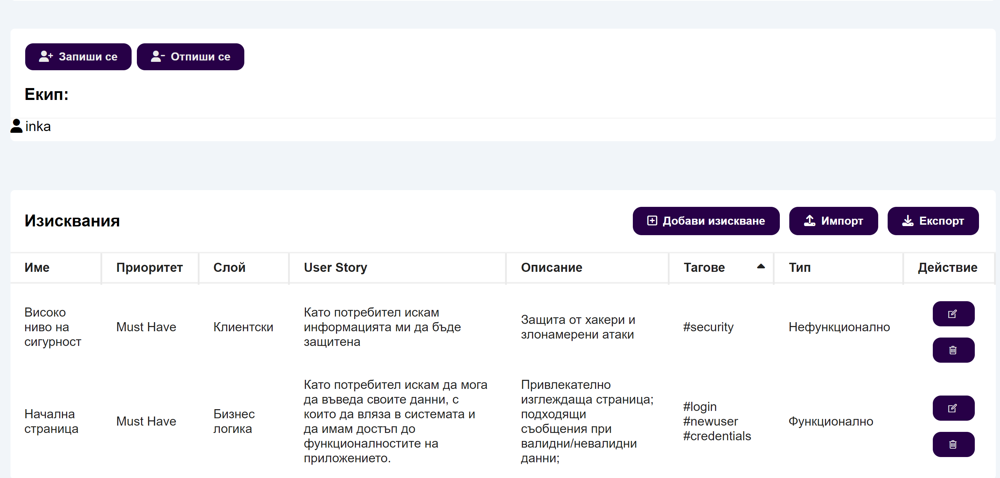 Запиши се Отпиши се
Екип:
inka
Изисквания Добави изискване Импорт Експорт
Име Приоритет Слой User Story Описание Тагове Тип Действие
Високо
ниво на
сигурност
Must Have
Клиентски
Като потребител искам
информацията ми да бъде
защитена
Защита от хакери и
злонамерени атаки
#security
Нефункционално
Начална
страница
Must Have
Бизнес
логика
Като потребител искам да мога
да въведа своите данни, с
които да вляза в системата и
да имам достъп до
функционалностите на
приложението.
Привлекателно
изглеждаща страница;
подходящи
съобщения при
валидни/невалидни
данни;
#login
#newuser
#credentials
Функционално